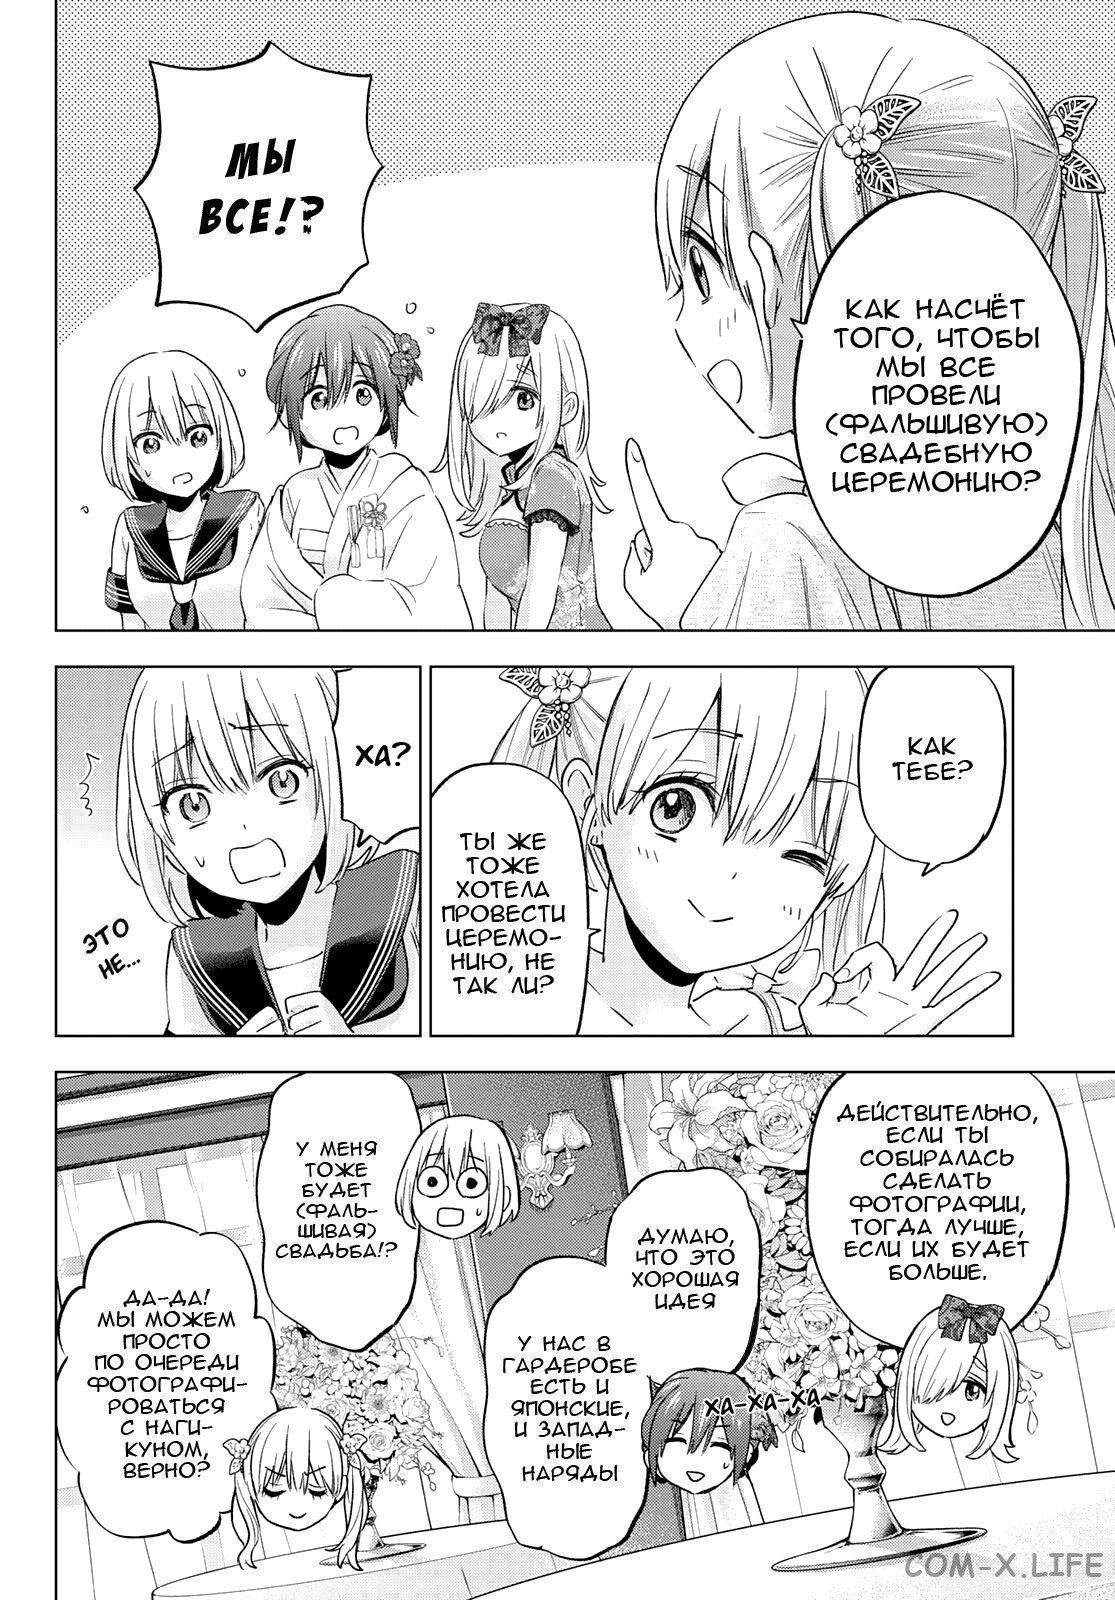 КАК НАСЧЁТ
ТОГО, ЧТОБЫ
МЫ ВСЕ
ПРОВЕЛИ
(ФАЛЬШИВУЮ)
СВАДЕБНУЮ
ЦЕРЕМОНИЮ?
МЫ
ВСЕ!?
КАК
ТЕБЕ?
ТЫ ЖЕ
ТОЖЕ
ХОТЕЛА
ПРОВЕСТИ
ЦЕРЕМО-
НИЮ, НЕ
ТАК ЛИ?
ХА?
ЭТО
НЕ...
ДЕЙСТВИТЕЛЬНО,
ЕСЛИ ТЫ
СОБИРАЛАСЬ
СДЕЛАТЬ
ФОТОГРАФИИ,
ТОГДА ЛУЧШЕ,
ЕСЛИ ИХ БУДЕТ
БОЛЬШЕ.
ДУМАЮ,
ЧТО ЭТО
ХОРОШАЯ
ИДЕЯ
У НАС В
ГАРДЕРОБЕ
ЕСТЬ И
ЯПОНСКИЕ,
И ЗАПАД-
НЫЕ
НАРЯДЫ
ХА-ХА-ХА
У МЕНЯ
ТОЖЕ
БУДЕТ
(ФАЛЬ-
ШИВАЯ)
СВАДЬБА!?
ДА-ДА!
МЫ МОЖЕМ
ПРОСТО
ПО ОЧЕРЕДИ
ФОТОГРАФИ-
РОВАТЬСЯ
С НАГИ-
КУНОМ,
ВЕРНО?
COM-X.LIFE